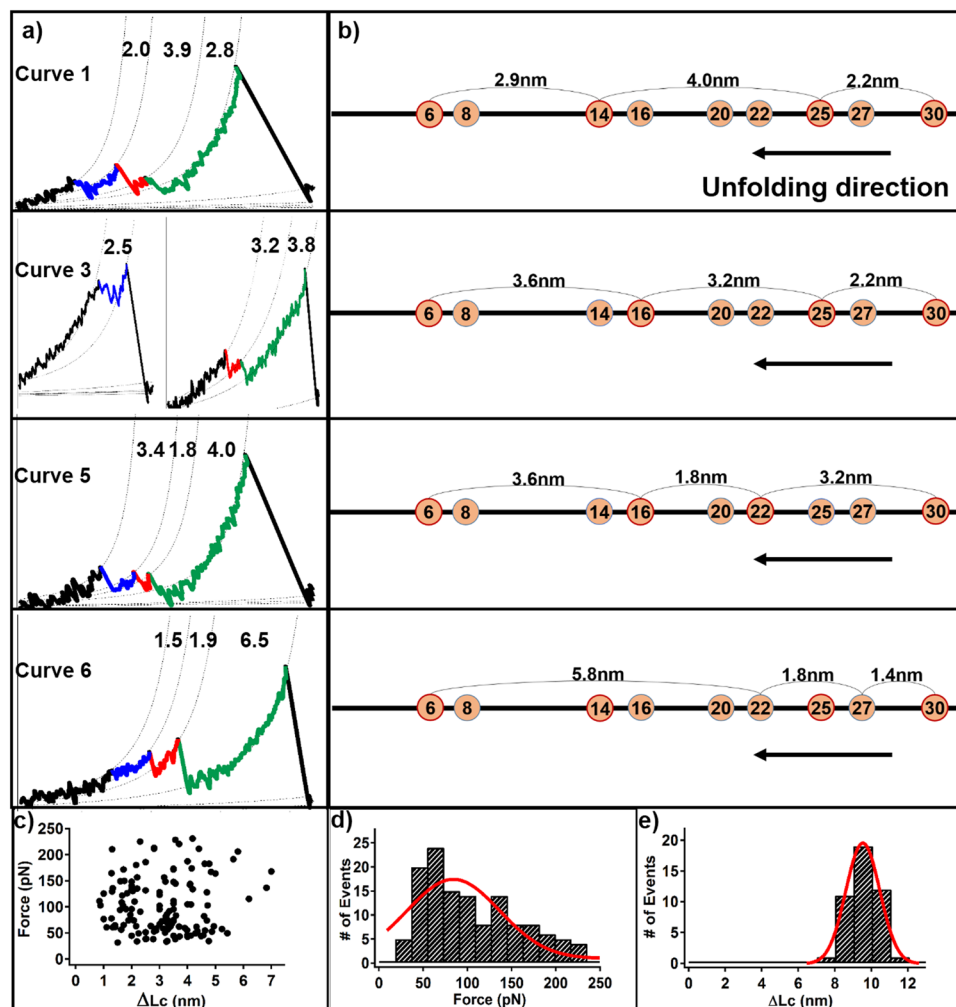 a)
2.0 3.9 2.8
Curve 1
b)
2.9nm 4.0nm 2.2nm
6 8 14 16 20 22 25 27 30
Unfolding direction
2.5
3.2 3.8
Curve 3
3.6nm 3.2nm 2.2nm
6 8 14 16 20 22 25 27 30
3.4 1.8 4.0
Curve 5
3.6nm 1.8nm 3.2nm
6 8 14 16 20 22 25 27 30
1.5 1.9 6.5
Curve 6
5.8nm 1.8nm 1.4nm
6 8 14 16 20 22 25 27 30
c)
Force (pN)
250
200
150
100
50
0
0 1 2 3 4 5 6 7
ΔLc (nm)
d)
# of Events
25
20
15
10
5
0
0 50 100 150 200 250
Force (pN)
e)
# of Events
20
15
10
5
0
0 2 4 6 8 10 12
ΔLc (nm)